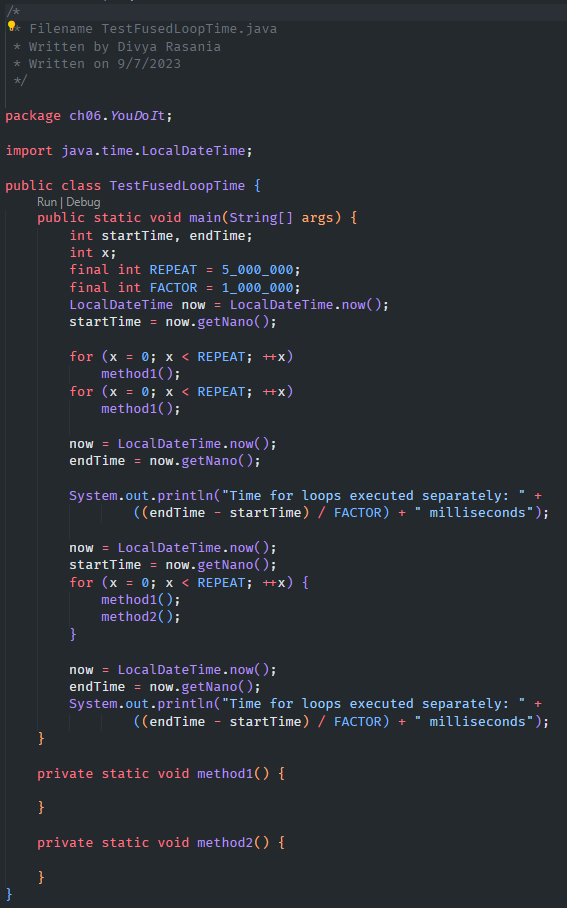 /*
* Filename TestFusedLoopTime.java
* Written by Divya Rasania
* Written on 9/7/2023
*/
package ch06.YouDoIt;
import java.time.LocalDateTime;
public class TestFusedLoopTime {
Run | Debug
public static void main(String[] args) {
int startTime, endTime;
int x;
final int REPEAT = 5_000_000;
final int FACTOR = 1_000_000;
LocalDateTime now = LocalDateTime.now();
startTime = now.getNano();
for (x = 0; x < REPEAT; ++x)
method1();
for (x = 0; x < REPEAT; ++x)
method1();
now = LocalDateTime.now();
endTime = now.getNano();
System.out.println("Time for loops executed separately: " +
((endTime - startTime) / FACTOR) + " milliseconds");
now = LocalDateTime.now();
startTime = now.getNano();
for (x = 0; x < REPEAT; ++x) {
method1();
method2();
}
now = LocalDateTime.now();
endTime = now.getNano();
System.out.println("Time for loops executed separately: " +
((endTime - startTime) / FACTOR) + " milliseconds");
}
private static void method1() {
}
private static void method2() {
}
}